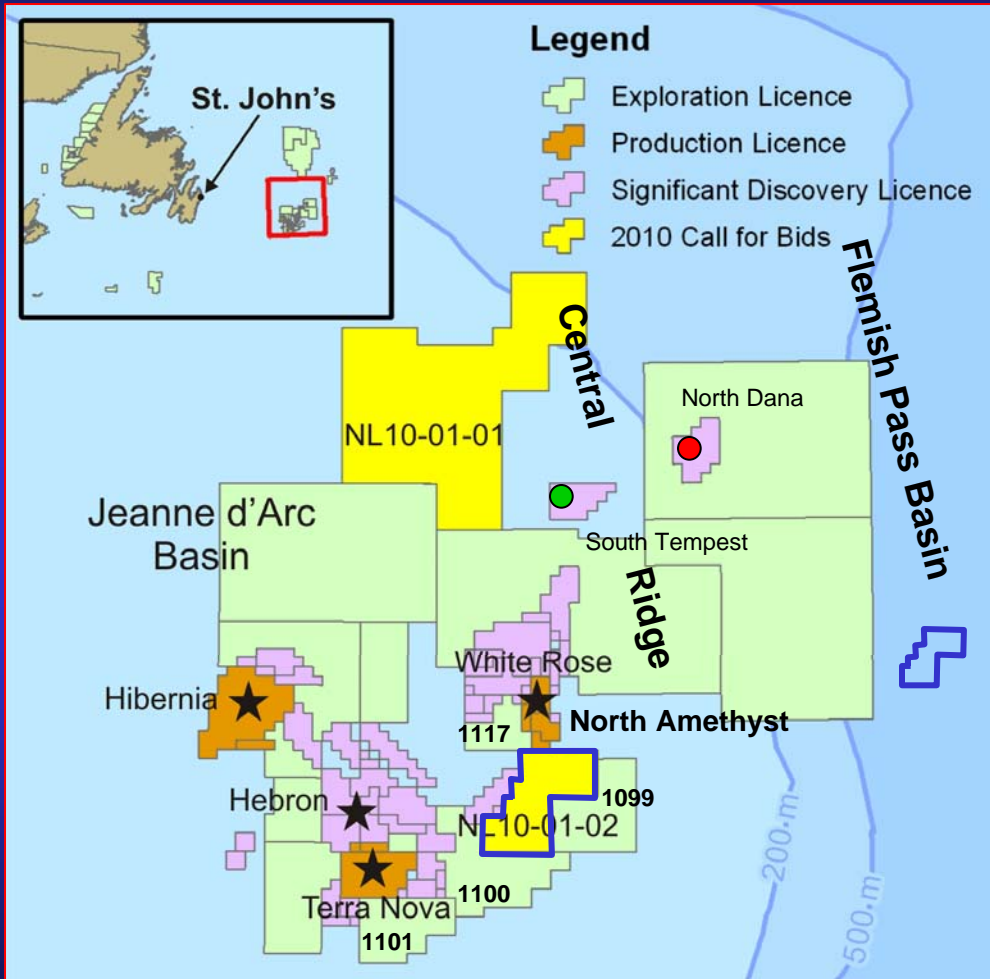 St. John's
Legend
Exploration Licence
Production Licence
Significant Discovery Licence
2010 Call for Bids
Central
Ridge
Flemish Pass Basin
North Dana
NL10-01-01
Jeanne d'Arc
Basin
South Tempest
White Rose
Hibernia
North Amethyst
1117
Hebron
1099
NL10-01-02
1100
Terra Nova
1101
200 m
500 m